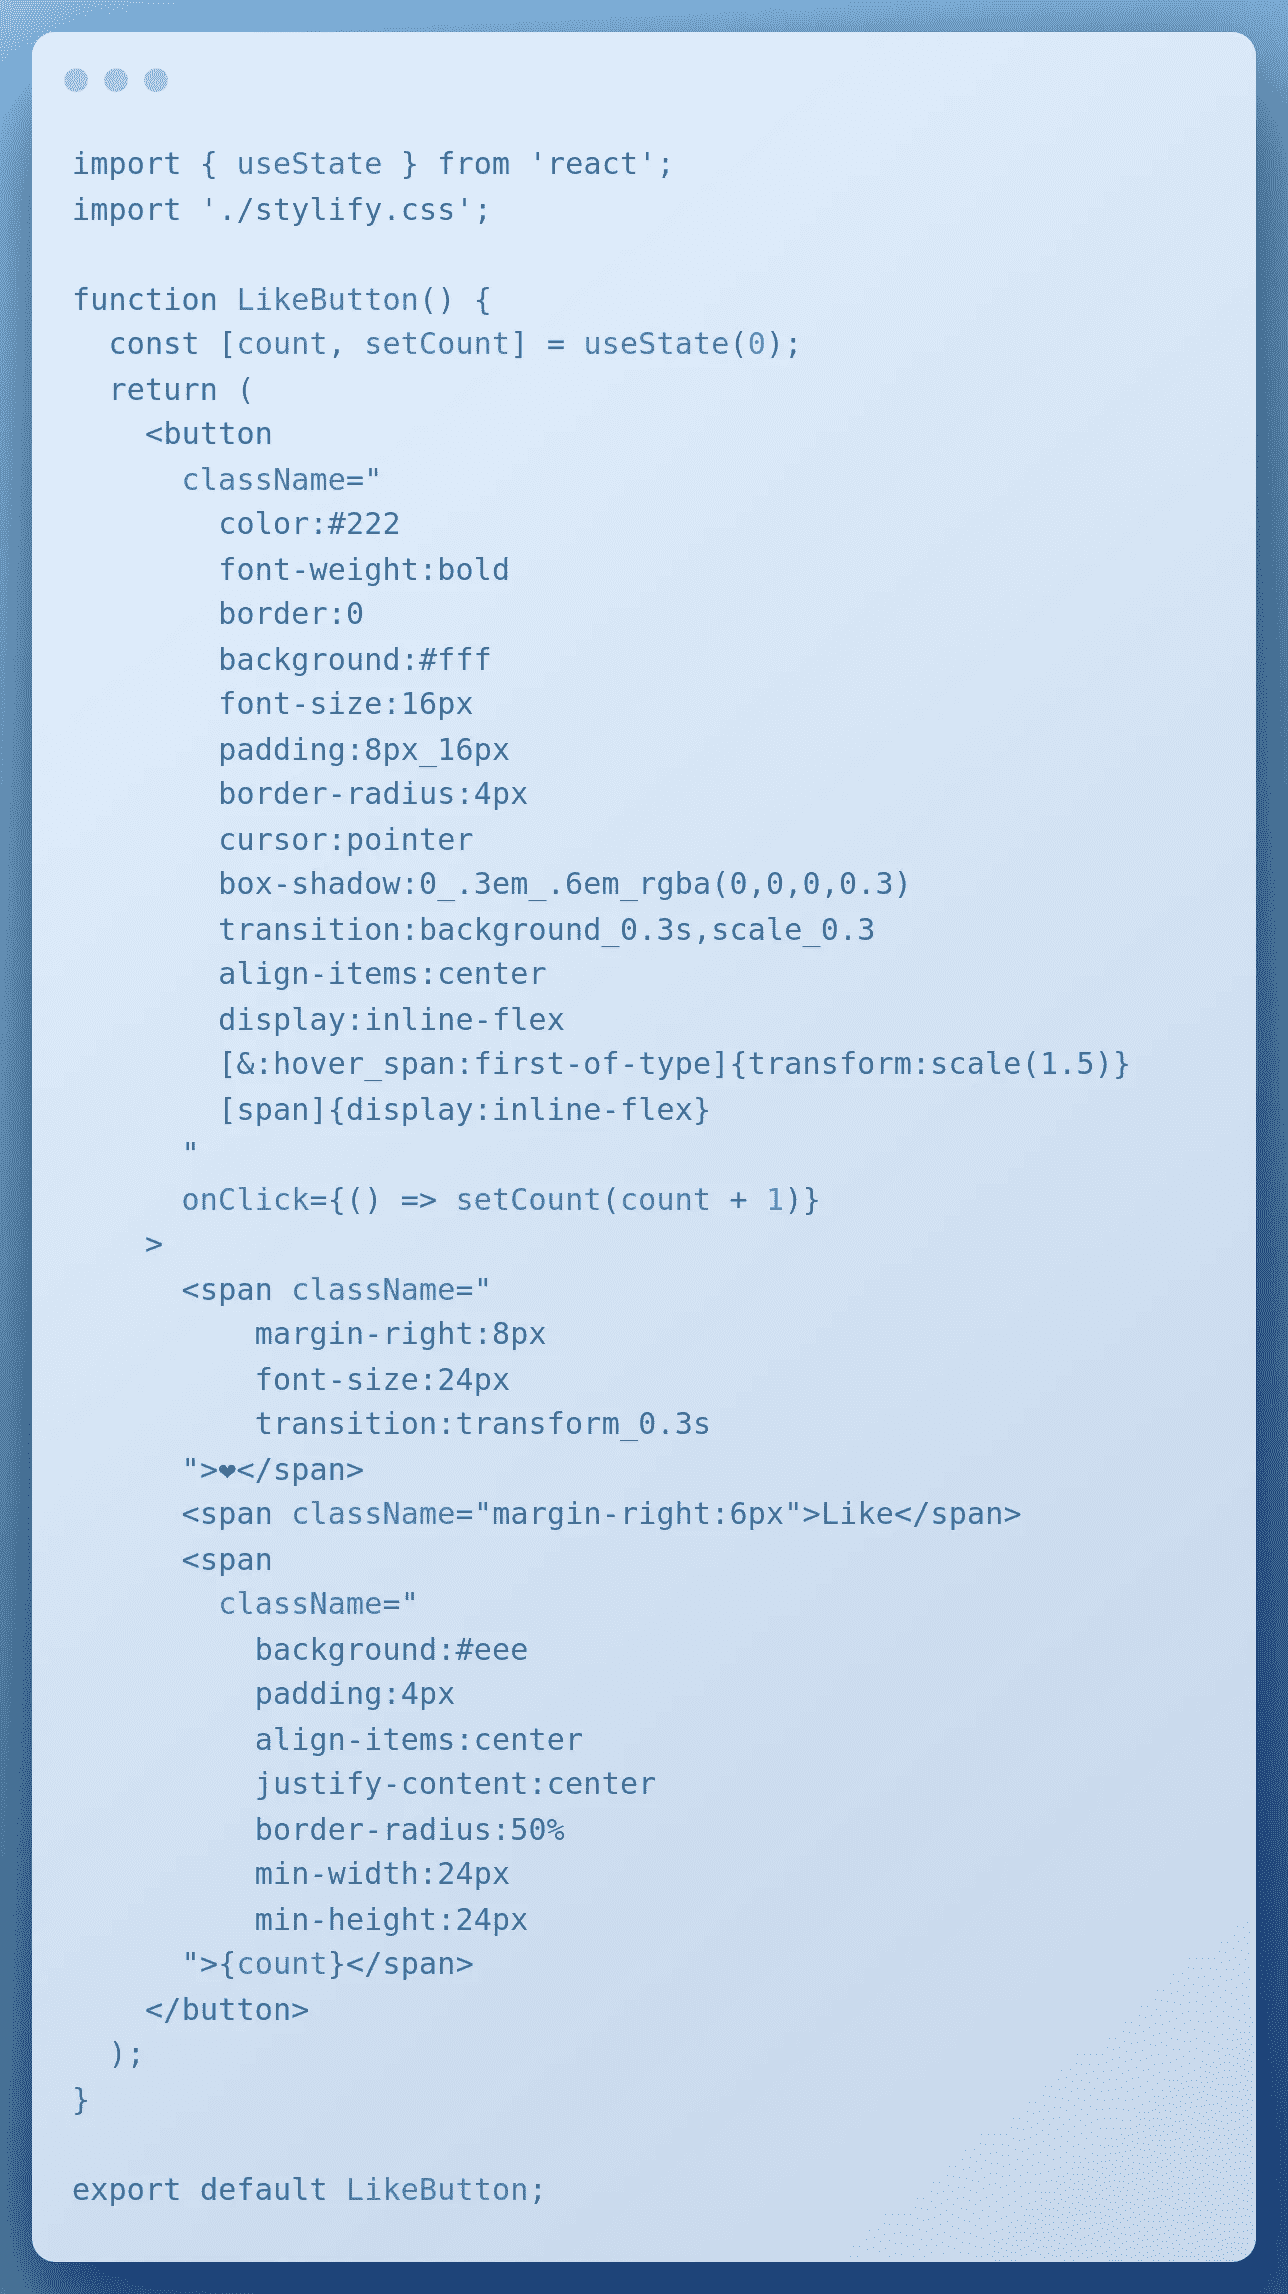 import { useState } from 'react';
import './stylify.css';

function LikeButton() {
  const [count, setCount] = useState(0);
  return (
    <button
      className="
        color:#222
        font-weight:bold
        border:0
        background:#fff
        font-size:16px
        padding:8px_16px
        border-radius:4px
        cursor:pointer
        box-shadow:0_.3em_.6em_rgba(0,0,0,0.3)
        transition:background_0.3s,scale_0.3
        align-items:center
        display:inline-flex
        [&:hover_span:first-of-type]{transform:scale(1.5)}
        [span]{display:inline-flex}
      "
      onClick={() => setCount(count + 1)}
    >
      <span className="
          margin-right:8px
          font-size:24px
          transition:transform_0.3s
      ">❤</span>
      <span className="margin-right:6px">Like</span>
      <span
        className="
          background:#eee
          padding:4px
          align-items:center
          justify-content:center
          border-radius:50%
          min-width:24px
          min-height:24px
      ">{count}</span>
    </button>
  );
}

export default LikeButton;